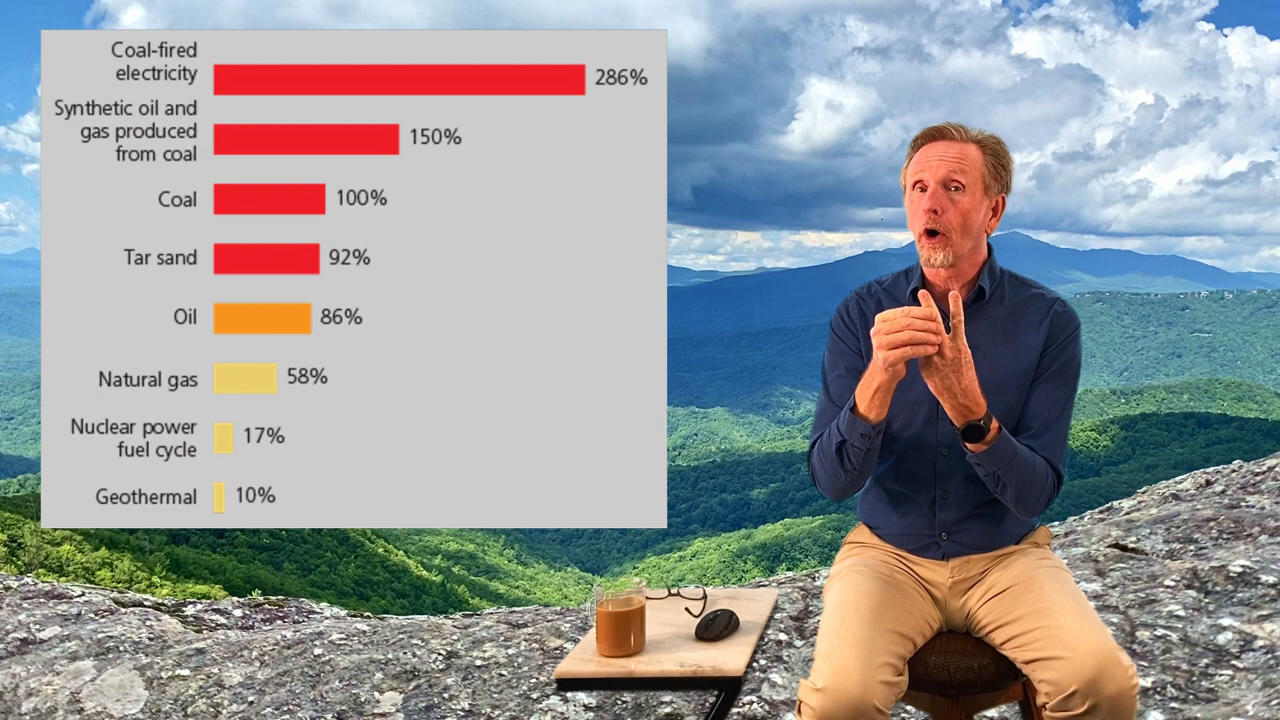 Coal-fired
electricity
286%
Synthetic oil and
gas produced
from coal
150%
Coal
100%
Tar sand
92%
Oil
86%
Natural gas
58%
Nuclear power
fuel cycle
17%
Geothermal
10%